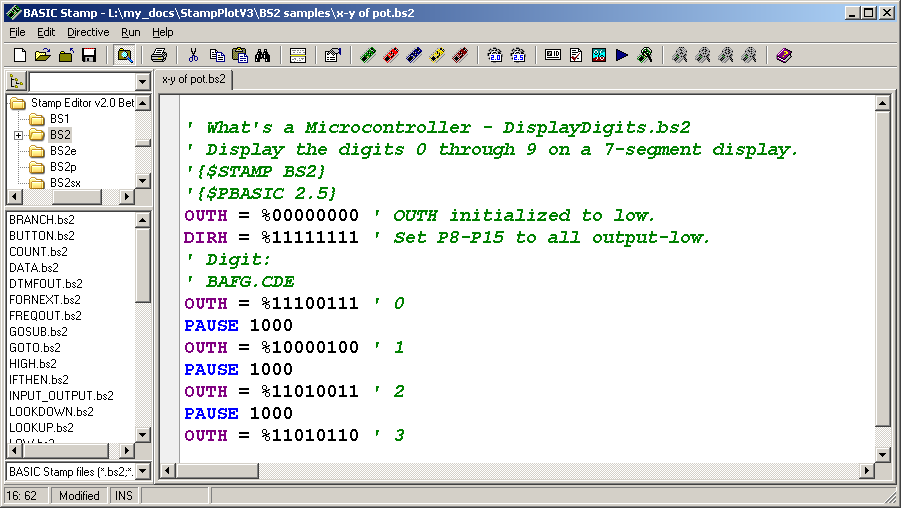 BASIC Stamp - L:\my_docs\StampPlotV3\BS2 samples\x-y of pot.bs2
File Edit Directive Run Help
x-y of pot.bs2
Stamp Editor v2.0 Bet
BS1
BS2
BS2e
BS2p
BS2sx
BRANCH.bs2
BUTTON.bs2
COUNT.bs2
DATA.bs2
DTMFOUT.bs2
FORNEXT.bs2
FREQOUT.bs2
GOSUB.bs2
GOTO.bs2
HIGH.bs2
IFTHEN.bs2
INPUT_OUTPUT.bs2
LOOKDOWN.bs2
LOOKUP.bs2
LOW.bs2
BASIC Stamp files (*.bs2;*.
' What's a Microcontroller - DisplayDigits.bs2
' Display the digits 0 through 9 on a 7-segment display.
'{$STAMP BS2}
'{$PBASIC 2.5}
OUTH = %00000000 ' OUTH initialized to low.
DIRH = %11111111 ' Set P8-P15 to all output-low.
' Digit:
' BAFG.CDE
OUTH = %11100111 ' 0
PAUSE 1000
OUTH = %10000100 ' 1
PAUSE 1000
OUTH = %11010011 ' 2
PAUSE 1000
OUTH = %11010110 ' 3
16: 62 Modified INS